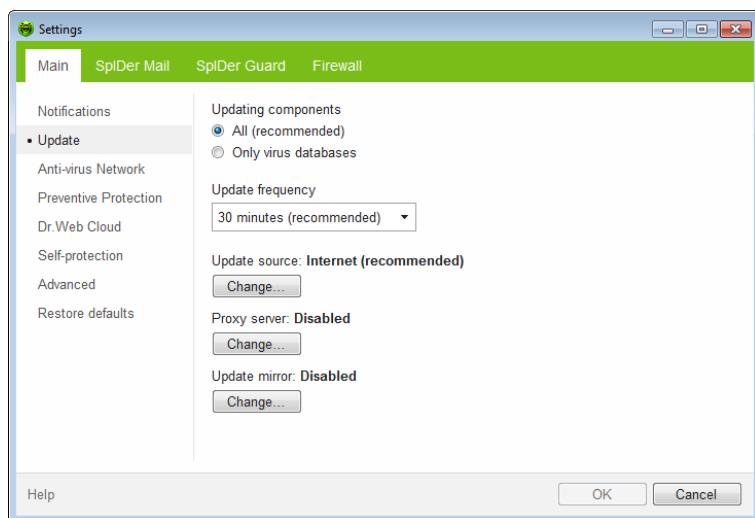 Settings
Main SpIDer Mail SpIDer Guard Firewall
Notifications
Update
Anti-virus Network
Preventive Protection
Dr.Web Cloud
Self-protection
Advanced
Restore defaults
Updating components
All (recommended)
Only virus databases
Update frequency
30 minutes (recommended)
Update source: Internet (recommended)
Change...
Proxy server: Disabled
Change...
Update mirror: Disabled
Change...
Help OK Cancel